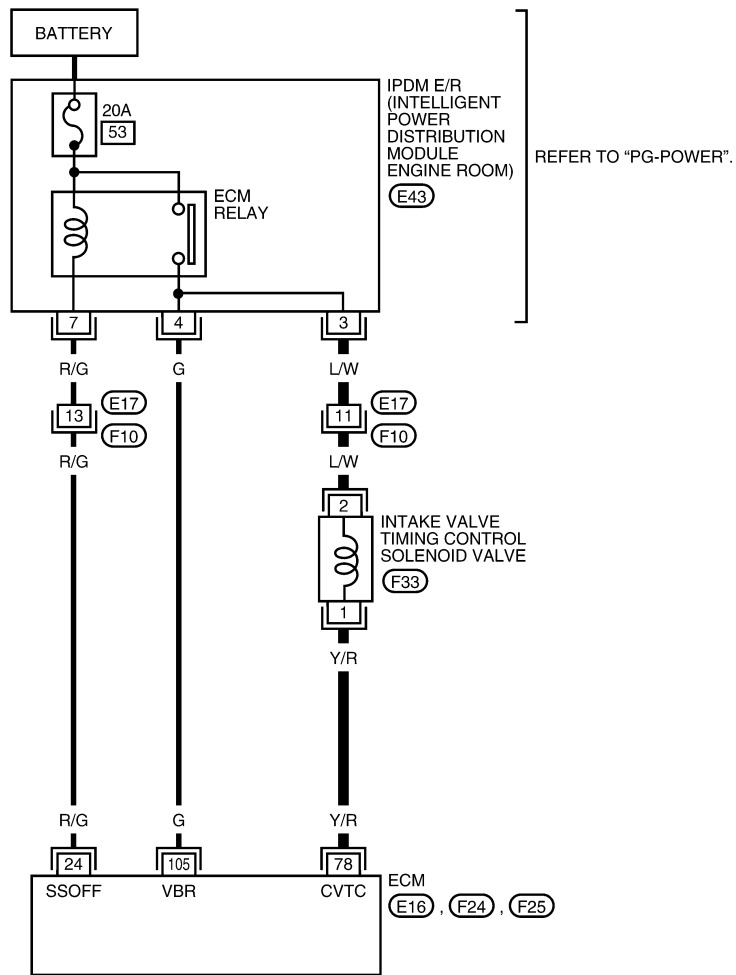 BATTERY
IPDM E/R
(INTELLIGENT
POWER
DISTRIBUTION
MODULE
ENGINE ROOM)
E43
REFER TO “PG-POWER”.
20A
53
ECM
RELAY
7
4
3
R/G
G
L/W
13
E17
F10
11
E17
F10
R/G
L/W
2
INTAKE VALVE
TIMING CONTROL
SOLENOID VALVE
F33
1
Y/R
R/G
G
Y/R
24
105
78
SSOFF
VBR
CVTC
ECM
E16 , F24 , F25